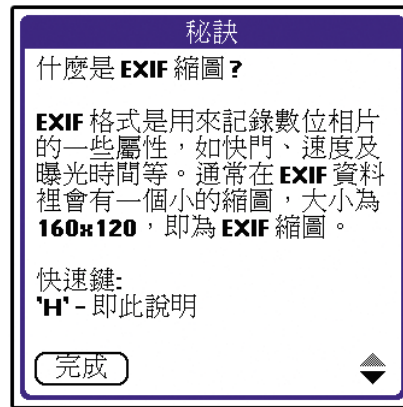 秘訣
什麼是 EXIF 縮圖?
EXIF 格式是用來記錄數位相片
的一些屬性，如快門、速度及
曝光時間等。通常在 EXIF 資料
裡會有一個小的縮圖，大小為
160x120，即為 EXIF 縮圖。
快速鍵:
'H' - 即此說明
完成